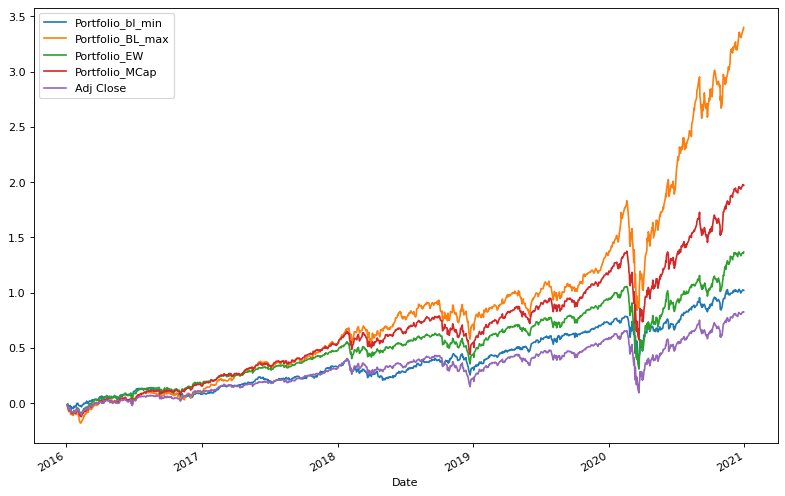 Portfolio_bl_min
Portfolio_BL_max
Portfolio_EW
Portfolio_MCap
Adj Close
3.5
3.0
2.5
2.0
1.5
1.0
0.5
0.0
2016
2017
2018
2019
2020
2021
Date